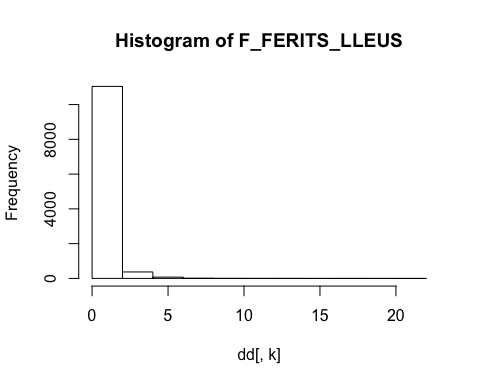 Histogram of F_FERITS_LLEUS
Frequency
8000
4000
0
0 5 10 15 20
dd[, k]